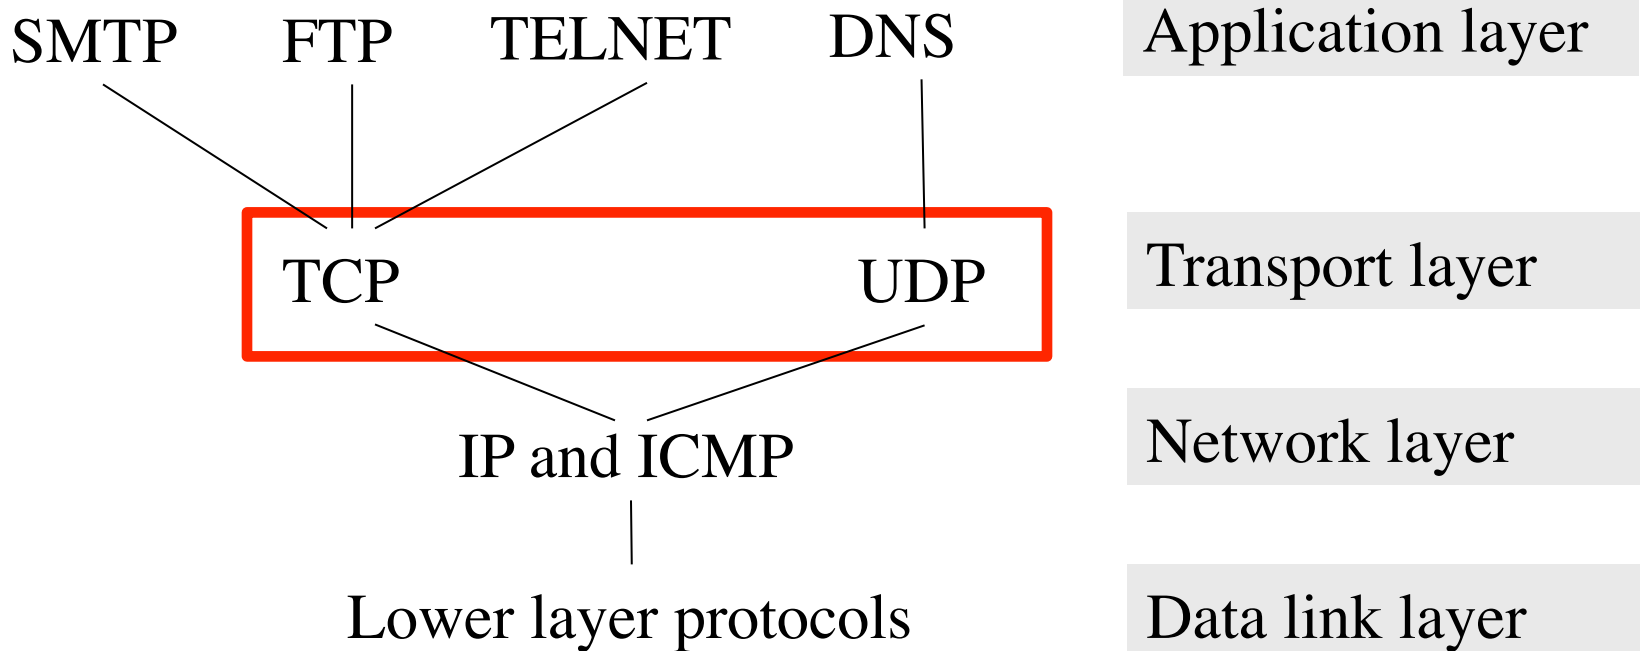 SMTP FTP TELNET DNS Application layer
TCP UDP Transport layer
IP and ICMP Network layer
Lower layer protocols Data link layer